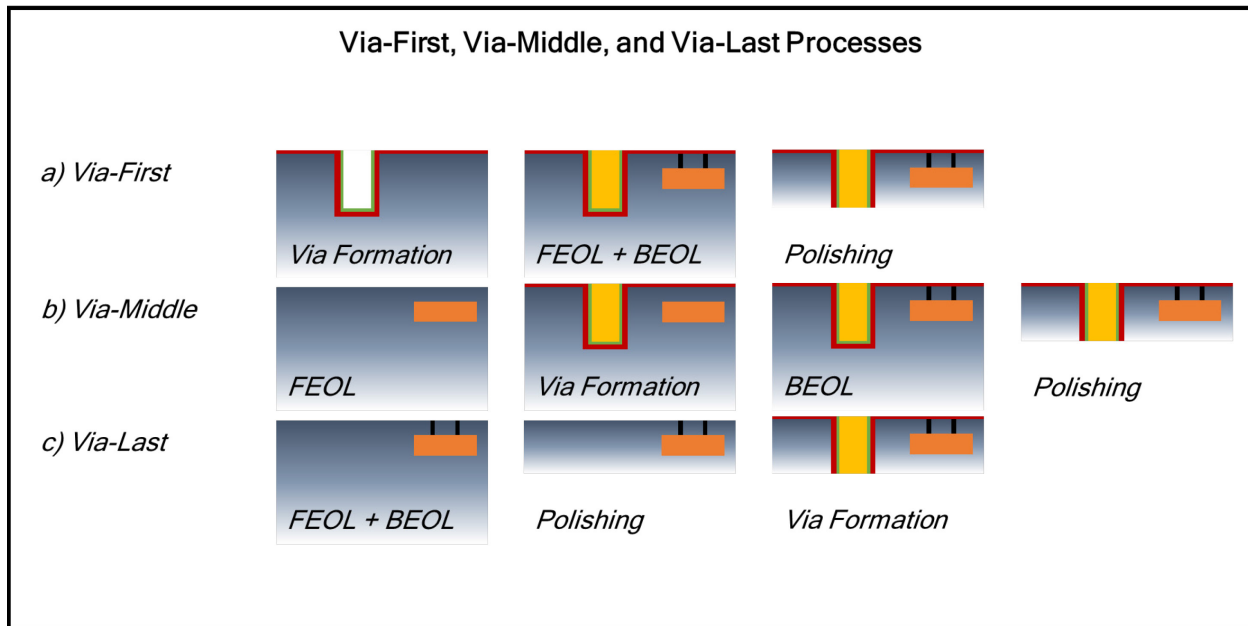 Via-First, Via-Middle, and Via-Last Processes
a) Via-First
Via Formation
FEOL + BEOL
Polishing
b) Via-Middle
FEOL
Via Formation
BEOL
Polishing
c) Via-Last
FEOL + BEOL
Polishing
Via Formation